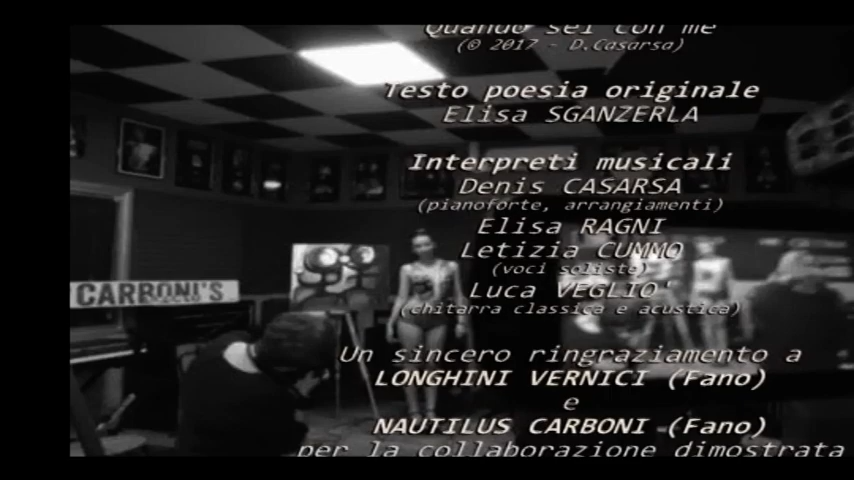 Quando sei con me
(© 2017 - D.Casarsa)
Testo poesia originale
Elisa SGANZERLA
Interpreti musicali
Denis CASARSA
(pianoforte, arrangiamenti)
Elisa RAGNI
Letizia CUMMO
(voci soliste)
Luca VEGLIO'
(chitarra classica e acustica)
CARBONI'S
Un sincero ringraziamento a
LONGHINI VERNICI (Fano)
e
NAUTILUS CARBONI (Fano)
per la collaborazione dimostrata